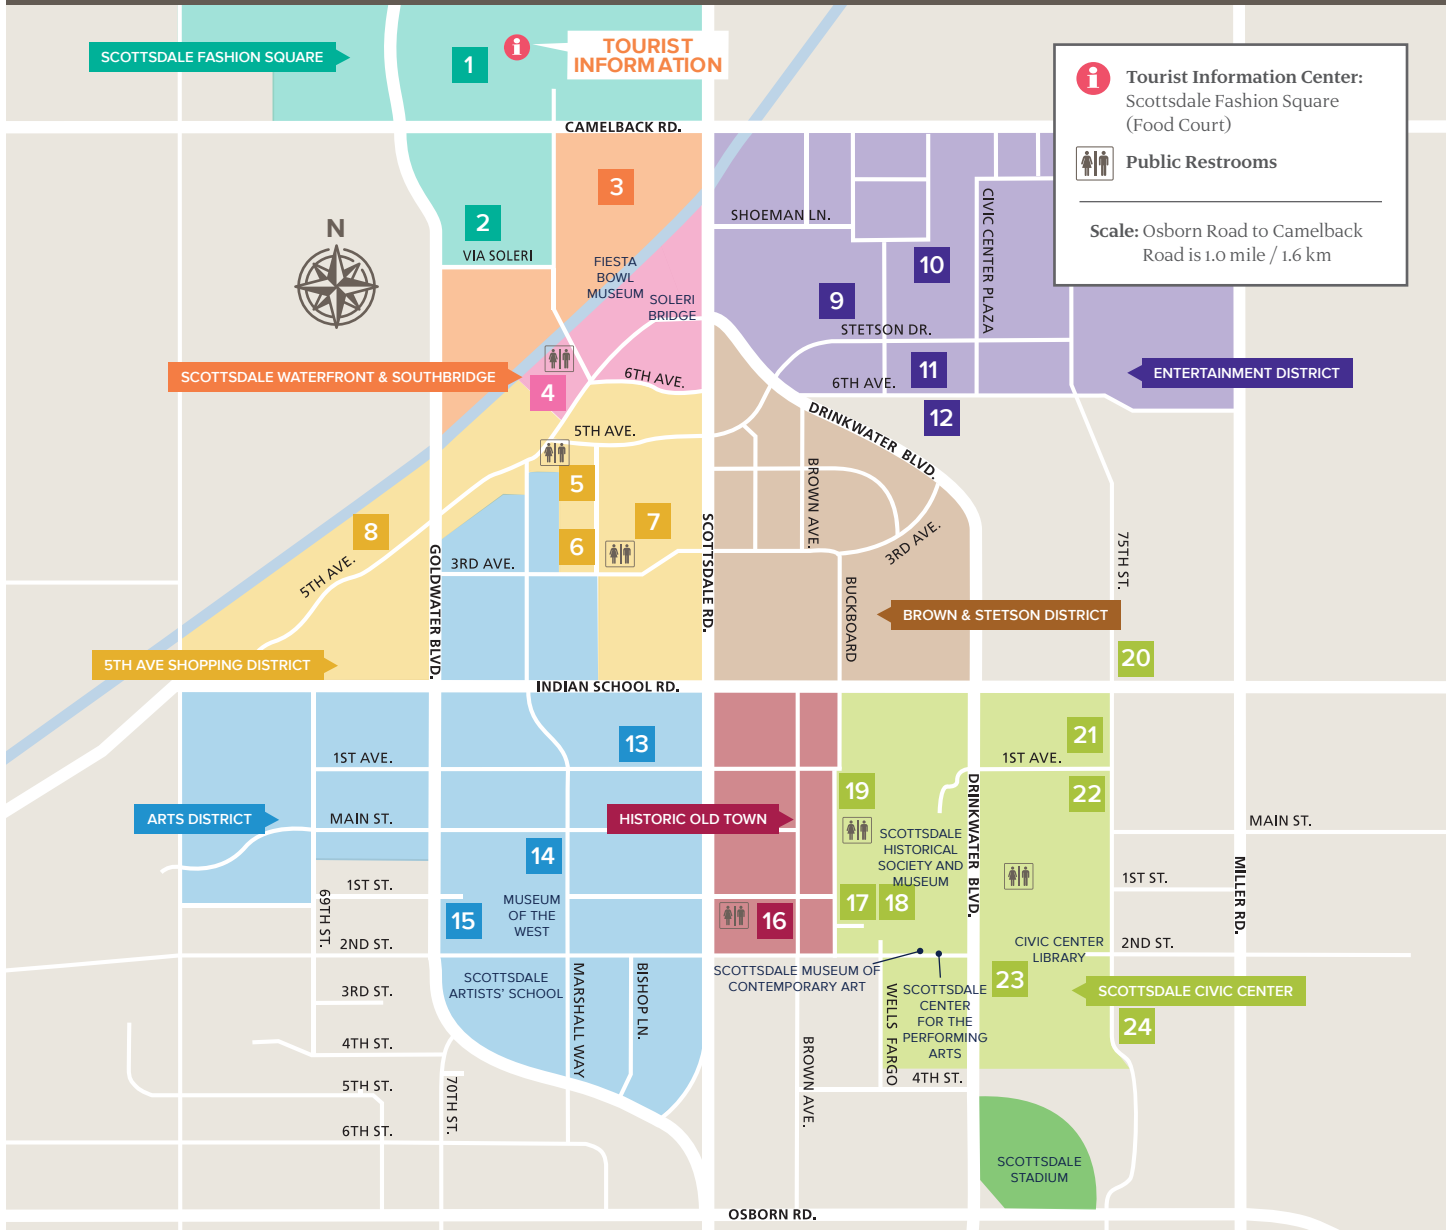 SCOTTSDALE FASHION SQUARE
1
i
TOURIST
INFORMATION
i
Tourist Information Center:
Scottsdale Fashion Square
(Food Court)
Public Restrooms
Scale: Osborn Road to Camelback
Road is 1.0 mile / 1.6 km
CAMELBACK RD.
3
2
VIA SOLERI
N
FIESTA
BOWL
MUSEUM
SOLERI
BRIDGE
SHOEMAN LN.
CIVIC CENTER PLAZA
10
9
STETSON DR.
11
6TH AVE.
12
ENTERTAINMENT DISTRICT
SCOTTSDALE WATERFRONT & SOUTHBRIDGE
4
6TH AVE.
5TH AVE.
DRINKWATER BLVD.
BROWN AVE.
5
7
6
8
5TH AVE.
GOLDWATER BLVD.
3RD AVE.
SCOTTSDALE RD.
3RD AVE.
75TH ST.
BUCKBOARD
BROWN & STETSON DISTRICT
5TH AVE SHOPPING DISTRICT
20
INDIAN SCHOOL RD.
13
21
1ST AVE.
1ST AVE.
19
22
DRINKWATER BLVD.
ARTS DISTRICT
MAIN ST.
HISTORIC OLD TOWN
MAIN ST.
SCOTTSDALE
HISTORICAL
SOCIETY AND
MUSEUM
14
MILLER RD.
1ST ST.
1ST ST.
69TH ST.
MUSEUM
OF THE
WEST
15
16
17
18
2ND ST.
CIVIC CENTER
LIBRARY
2ND ST.
SCOTTSDALE
ARTISTS' SCHOOL
MARSHALL WAY
BISHOP LN.
SCOTTSDALE MUSEUM OF
CONTEMPORARY ART
WELLS FARGO
SCOTTSDALE
CENTER
FOR THE
PERFORMING
ARTS
23
SCOTTSDALE CIVIC CENTER
24
3RD ST.
4TH ST.
BROWN AVE.
4TH ST.
5TH ST.
70TH ST.
6TH ST.
SCOTTSDALE
STADIUM
OSBORN RD.